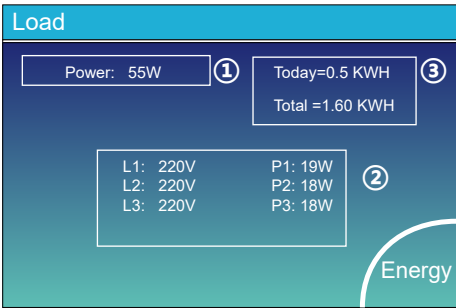 Load
Power: 55W ①
Today=0.5 KWH ③
Total =1.60 KWH
L1: 220V P1: 19W
L2: 220V P2: 18W ②
L3: 220V P3: 18W
Energy